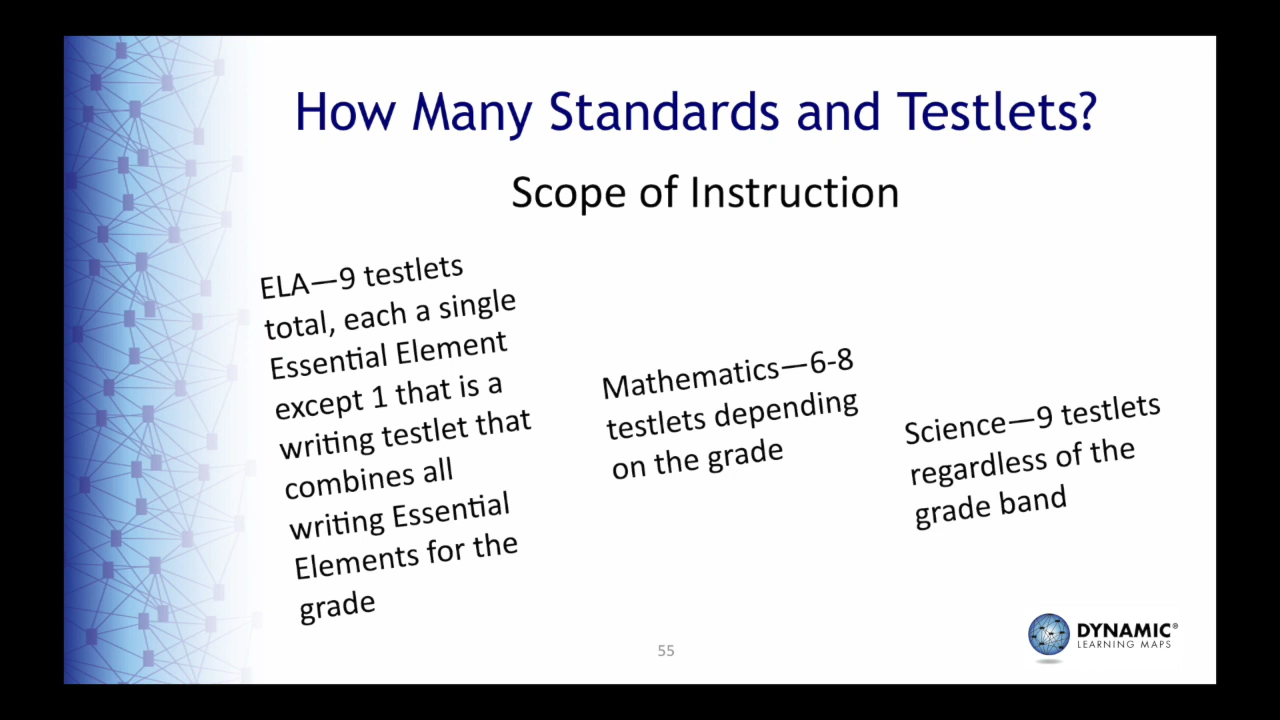 How Many Standards and Testlets?
Scope of Instruction
ELA—9 testlets
total, each a single
Essential Element
except 1 that is a
writing testlet that
combines all
writing Essential
Elements for the
grade
Mathematics—6-8
testlets depending
on the grade
Science—9 testlets
regardless of the
grade band
55
DYNAMIC®
LEARNING MAPS